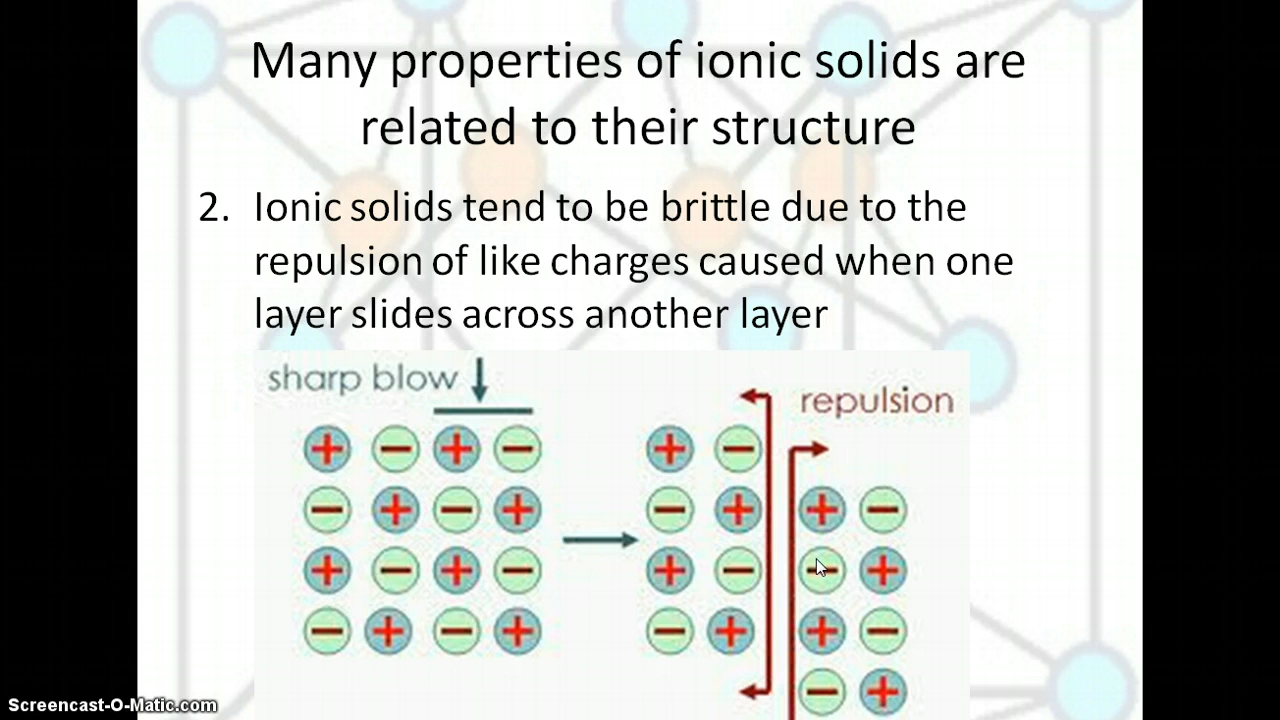 Many properties of ionic solids are
related to their structure
2. Ionic solids tend to be brittle due to the
repulsion of like charges caused when one
layer slides across another layer
sharp blow
repulsion
+ − + − + −
− + − + − + + −
+ − + − + − − +
− + − + − + + −
− +
Screencast-O-Matic.com